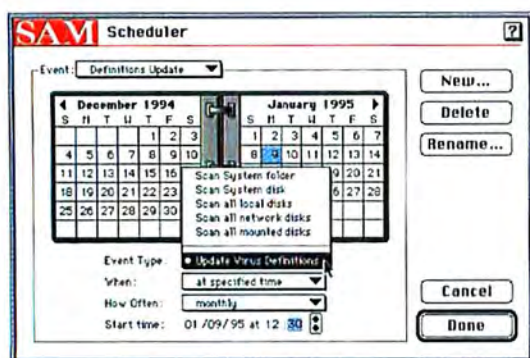 SAM Scheduler ?
Event: Definitions Update
New...
Delete
Rename...
December 1994
S M T W T F S
1 2 3
4 5 6 7 8 9 10
11 12 13 14 15 16
18 19 20 21 22 23
25 26 27 28 29 30
January 1995
S M T W T F S
1 2 3 4 5 6 7
8 9 10 11 12 13 14
19 20 21
26 27 28
Scan System folder
Scan System disk
Scan all local disks
Scan all network disks
Scan all mounted disks
Event Type: Update Virus Definitions
When: at specified time
How Often: monthly
Start time: 01/09/95 at 12 30
Cancel
Done